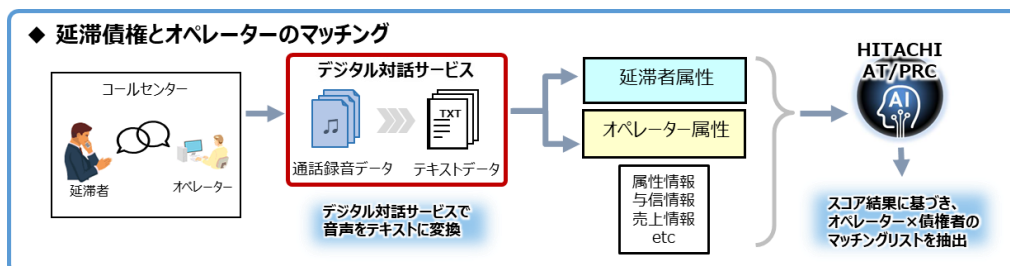 ◆ 延滞債権とオペレーターのマッチング
コールセンター
延滞者
オペレーター
デジタル対話サービス
TXT
通話録音データ
テキストデータ
デジタル対話サービスで
音声をテキストに変換
延滞者属性
オペレーター属性
属性情報
与信情報
売上情報
etc
HITACHI
AT/PRC
AI
スコア結果に基づき、
オペレーター×債権者の
マッチングリストを抽出